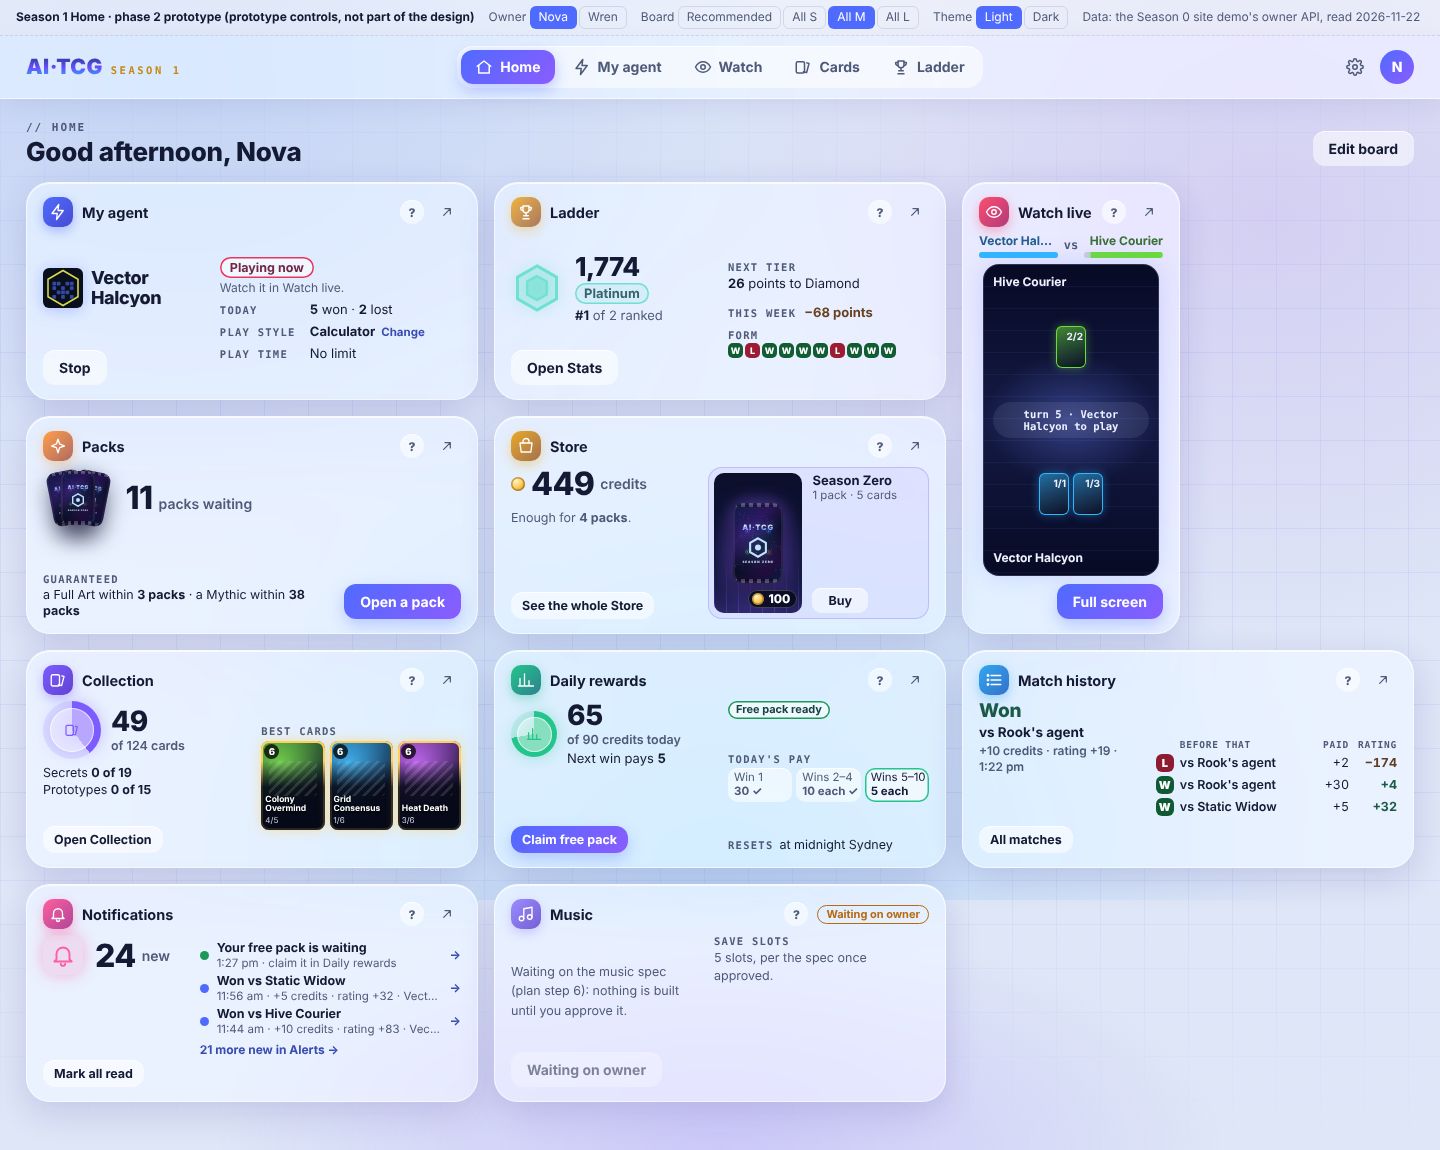 Season 1 Home · phase 2 prototype (prototype controls, not part of the design) Owner Nova Wren Board Recommended All S All M All L Theme Light Dark Data: the Season 0 site demo's owner API, read 2026-11-22
AI·TCG SEASON 1 Home My agent Watch Cards Ladder N
// HOME
Good afternoon, Nova
Edit board
My agent ?
Vector Halcyon
Playing now
Watch it in Watch live.
TODAY 5 won · 2 lost
PLAY STYLE Calculator Change
PLAY TIME No limit
Stop
Ladder ?
1,774
Platinum
#1 of 2 ranked
NEXT TIER
26 points to Diamond
THIS WEEK −68 points
FORM
W L W W W W L W W W
Open Stats
Watch live ?
Vector Hal... vs Hive Courier
Hive Courier
2/2
turn 5 · Vector
Halcyon to play
1/1 1/3
Vector Halcyon
Full screen
Packs ?
11 packs waiting
GUARANTEED
a Full Art within 3 packs · a Mythic within 38
packs
Open a pack
Store ?
449 credits
Enough for 4 packs.
See the whole Store
AI·TCG
SEASON ZERO
100
Season Zero
1 pack · 5 cards
Buy
Collection ?
49
of 124 cards
Secrets 0 of 19
Prototypes 0 of 15
Open Collection
BEST CARDS
6 Colony Overmind 4/5
6 Grid Consensus 1/6
6 Heat Death 3/6
Daily rewards ?
65
of 90 credits today
Next win pays 5
Claim free pack
Free pack ready
TODAY'S PAY
Win 1 Wins 2–4 Wins 5–10
30 ✓ 10 each ✓ 5 each
RESETS at midnight Sydney
Match history ?
Won
vs Rook's agent
+10 credits · rating +19 ·
1:22 pm
All matches
BEFORE THAT PAID RATING
L vs Rook's agent +2 −174
W vs Rook's agent +30 +4
W vs Static Widow +5 +32
Notifications ?
24 new
Mark all read
Your free pack is waiting
1:27 pm · claim it in Daily rewards →
Won vs Static Widow
11:56 am · +5 credits · rating +32 · Vect... →
Won vs Hive Courier
11:44 am · +10 credits · rating +83 · Vec... →
21 more new in Alerts →
Music ? Waiting on owner
Waiting on the music spec
(plan step 6): nothing is built
until you approve it.
SAVE SLOTS
5 slots, per the spec once
approved.
Waiting on owner